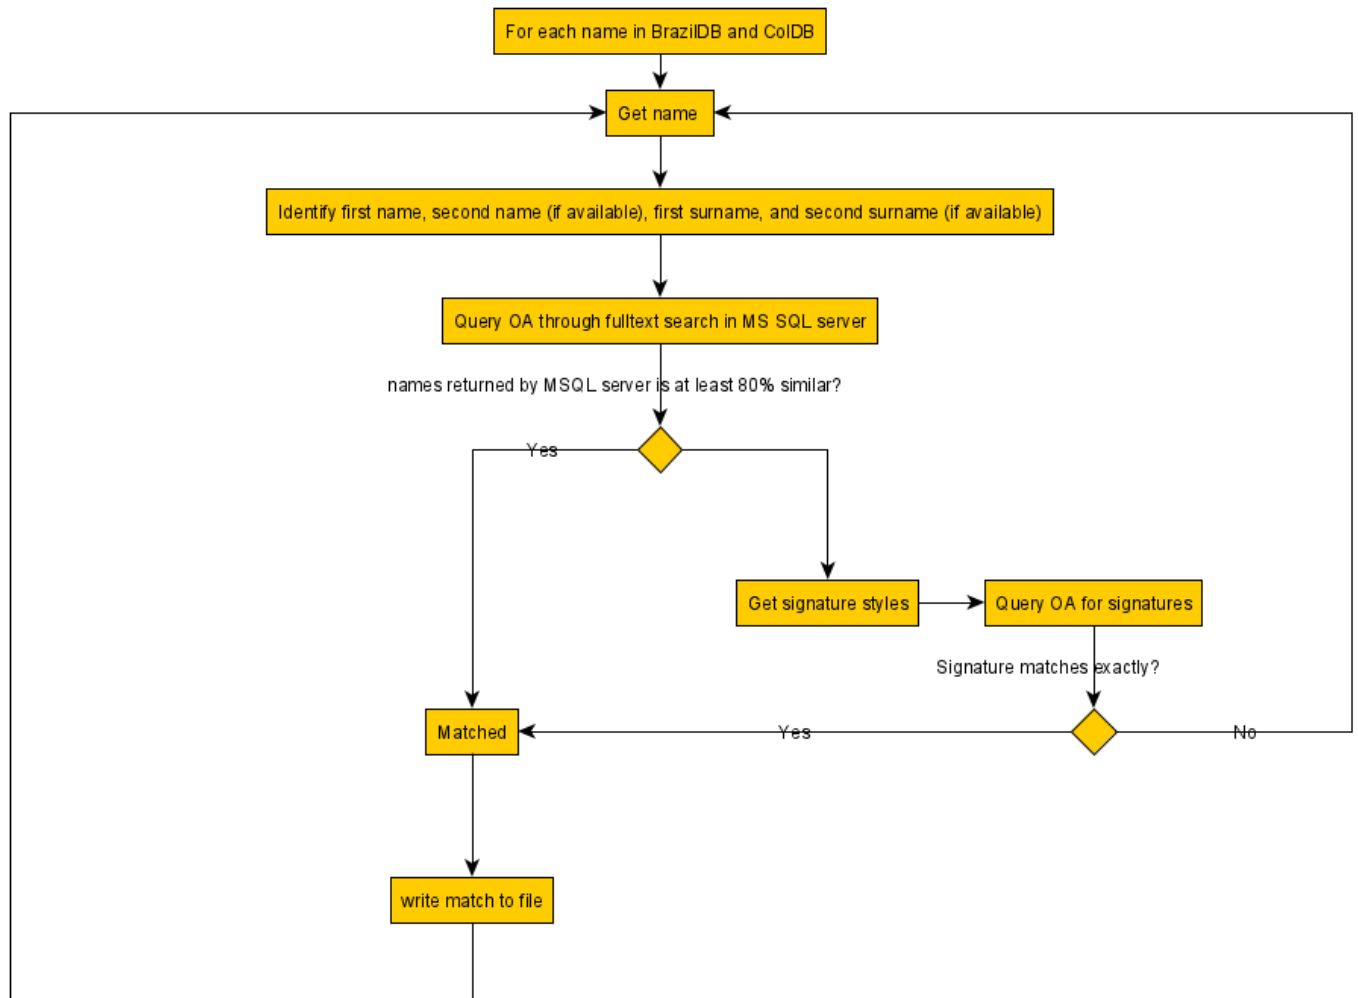 For each name in BrazilDB and ColDB
Get name
Identify first name, second name (if available), first surname, and second surname (if available)
Query OA through fulltext search in MS SQL server
names returned by MSQL server is at least 80% similar?
Yes
Get signature styles
Query OA for signatures
Signature matches exactly?
Matched
Yes
No
write match to file